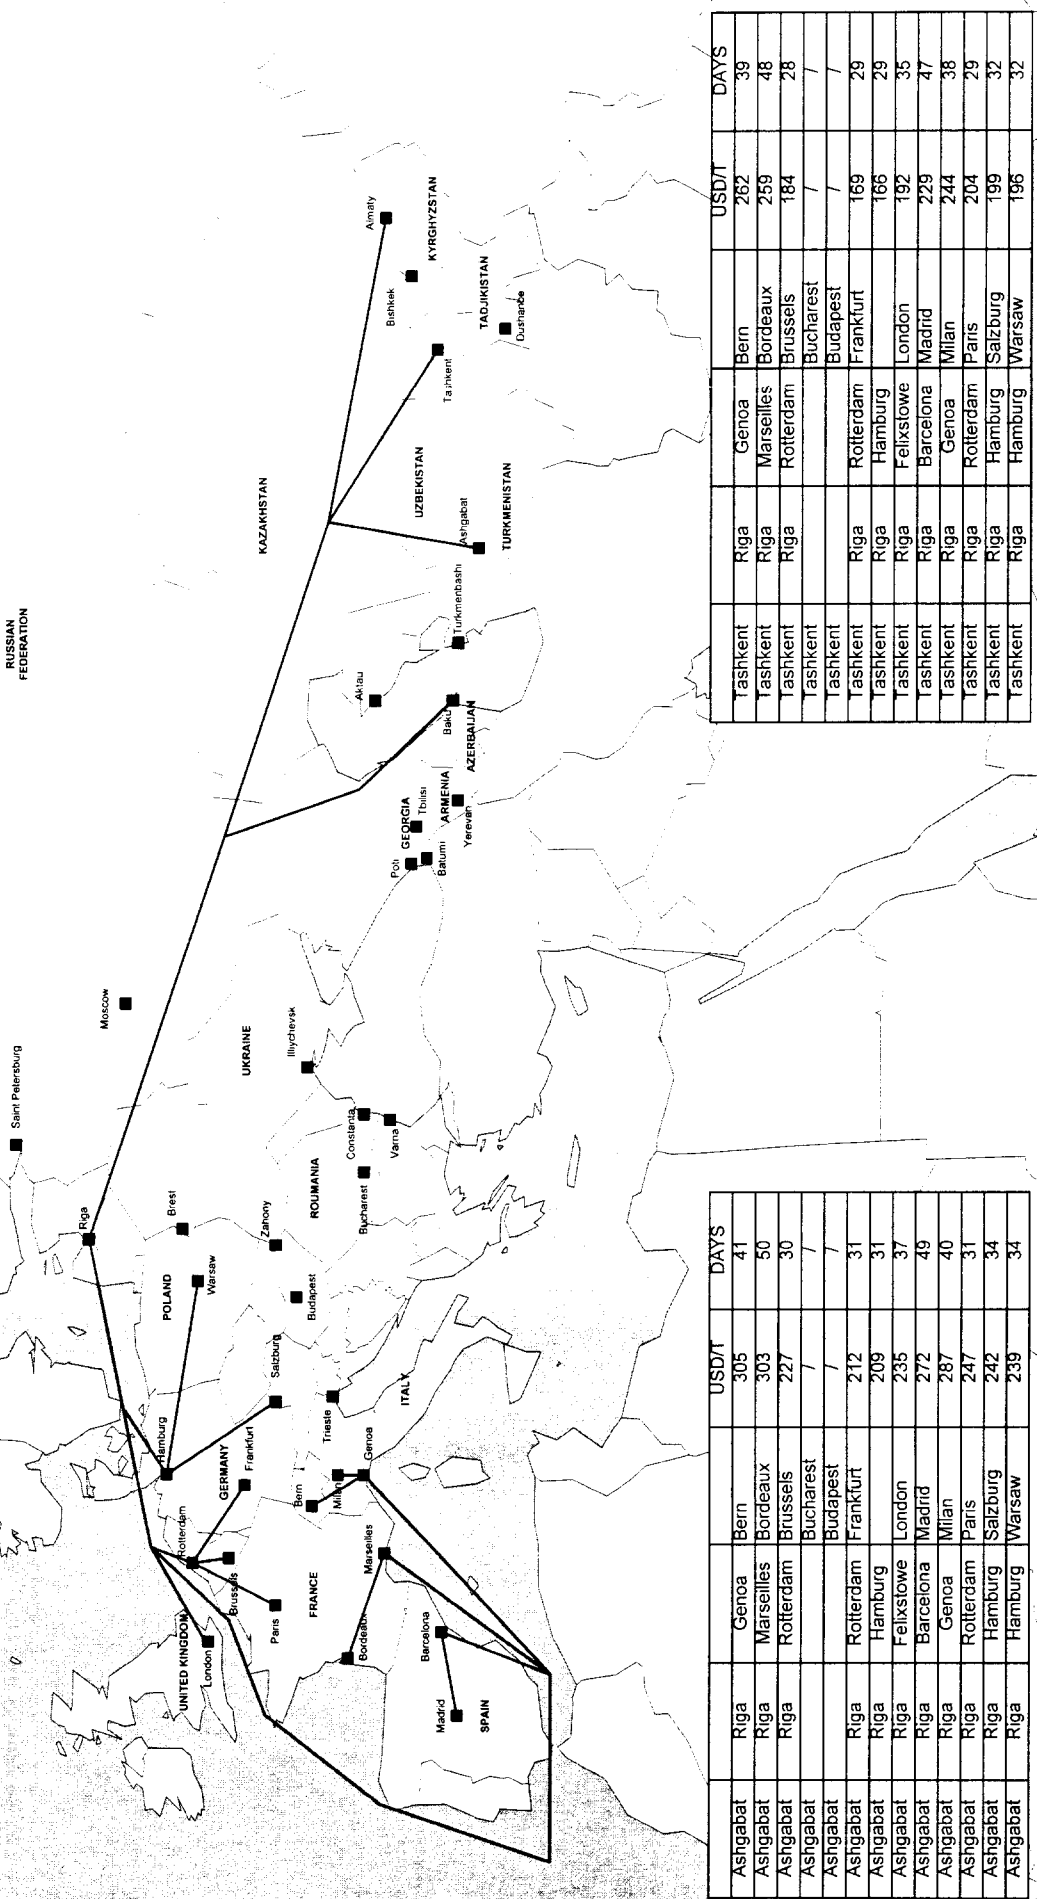 RUSSIAN
FEDERATION
Saint Petersburg
Moscow
Riga
KAZAKHSTAN
Almaty
Bishkek
KYRGHYZSTAN
Tashkent
TADJIKISTAN
Dushanbe
UZBEKISTAN
Ashgabat
TURKMENISTAN
Turkmenbashi
Aktau
Baku
AZERBAIJAN
ARMENIA
Yerevan
GEORGIA
Tbilisi
Poti
Batumi
UKRAINE
Illiychevsk
Constanta
Varna
ROUMANIA
Bucharest
Brest
Zahony
POLAND
Warsaw
Budapest
Salzburg
Hamburg
GERMANY
Frankfurt
Trieste
ITALY
Genoa
Milan
Bern
Rotterdam
Brussels
Paris
FRANCE
Marseilles
Bordeaux
UNITED KINGDOM
London
Barcelona
Madrid
SPAIN
USD/T DAYS
Ashgabat Riga Genoa Bern 305 41
Ashgabat Riga Marseilles Bordeaux 303 50
Ashgabat Riga Rotterdam Brussels 227 30
Ashgabat Bucharest / /
Ashgabat Budapest / /
Ashgabat Riga Rotterdam Frankfurt 212 31
Ashgabat Riga Hamburg 209 31
Ashgabat Riga Felixstowe London 235 37
Ashgabat Riga Barcelona Madrid 272 49
Ashgabat Riga Genoa Milan 287 40
Ashgabat Riga Rotterdam Paris 247 31
Ashgabat Riga Hamburg Salzburg 242 34
Ashgabat Riga Hamburg Warsaw 239 34
USD/T DAYS
Tashkent Riga Genoa Bern 262 39
Tashkent Riga Marseilles Bordeaux 259 48
Tashkent Riga Rotterdam Brussels 184 28
Tashkent Bucharest / /
Tashkent Budapest / /
Tashkent Riga Rotterdam Frankfurt 169 29
Tashkent Riga Hamburg 166 29
Tashkent Riga Felixstowe London 192 35
Tashkent Riga Barcelona Madrid 229 47
Tashkent Riga Genoa Milan 244 38
Tashkent Riga Rotterdam Paris 204 29
Tashkent Riga Hamburg Salzburg 199 32
Tashkent Riga Hamburg Warsaw 196 32